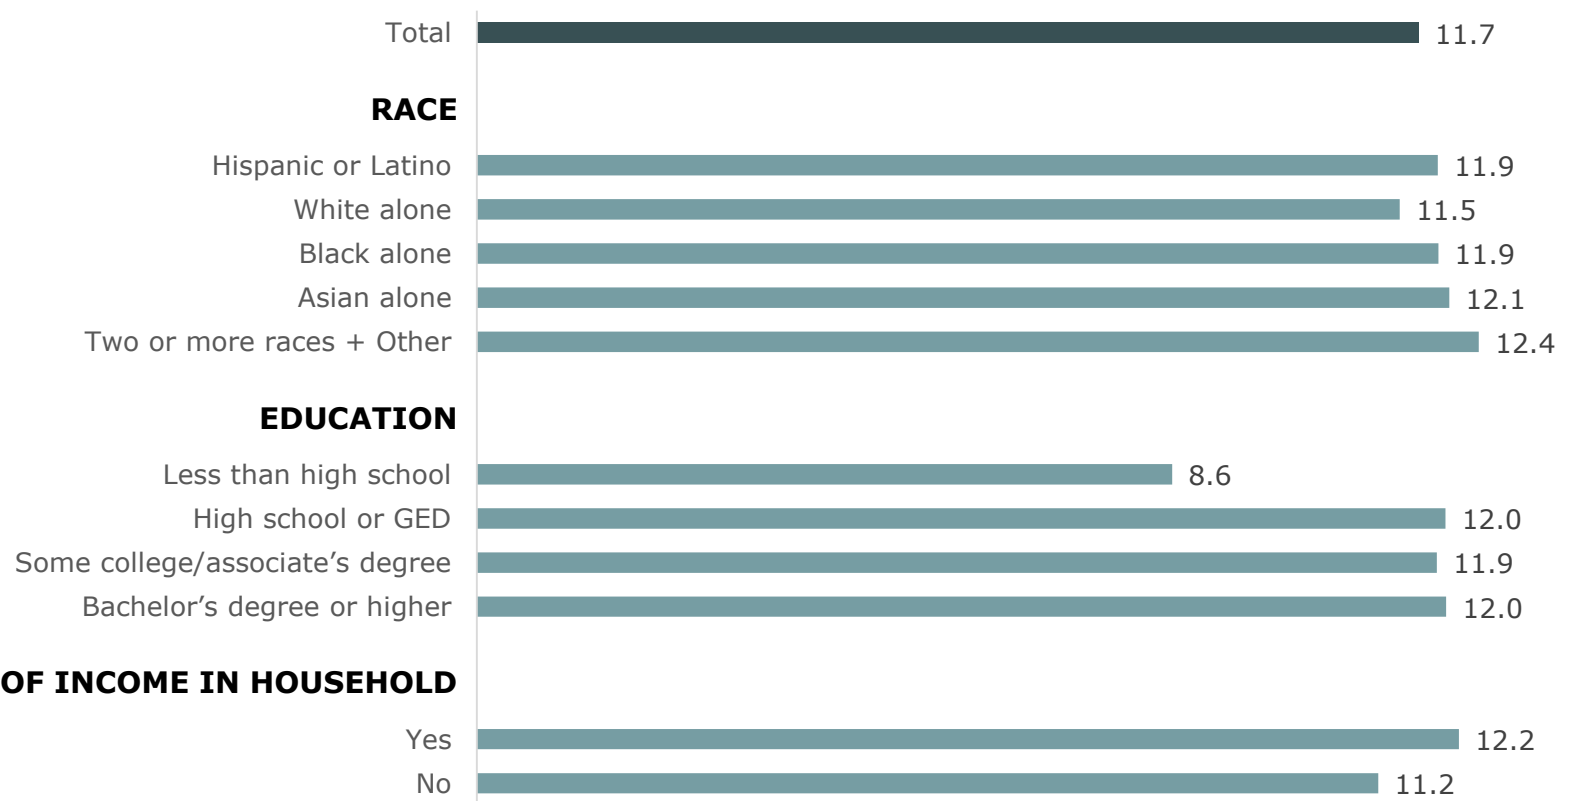 Total 11.7
RACE
Hispanic or Latino 11.9
White alone 11.5
Black alone 11.9
Asian alone 12.1
Two or more races + Other 12.4
EDUCATION
Less than high school 8.6
High school or GED 12.0
Some college/associate’s degree 11.9
Bachelor’s degree or higher 12.0
OF INCOME IN HOUSEHOLD
Yes 12.2
No 11.2